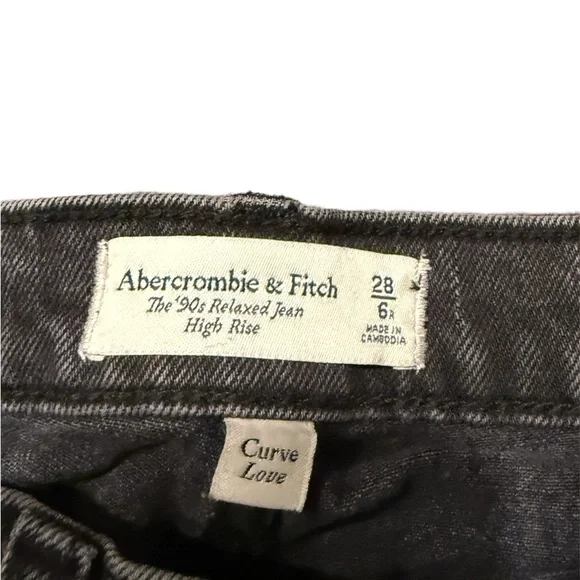 Abercrombie & Fitch
The '90s Relaxed Jean
High Rise
28
6R
MADE IN
CAMBODIA
Curve
Love